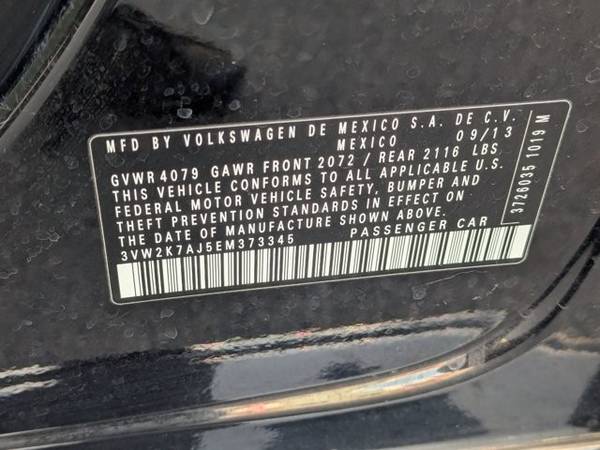 MFD BY VOLKSWAGEN DE MEXICO S.A. DE C.V.
MEXICO 09/13
GVWR 4079 GAWR FRONT 2072 / REAR 2116 LBS
THIS VEHICLE CONFORMS TO ALL APPLICABLE U.S.
FEDERAL MOTOR VEHICLE SAFETY, BUMPER AND
THEFT PREVENTION STANDARDS IN EFFECT ON
THE DATE OF MANUFACTURE SHOWN ABOVE.
3VW2K7AJ5EM373345 PASSENGER CAR
3728035 1019 M